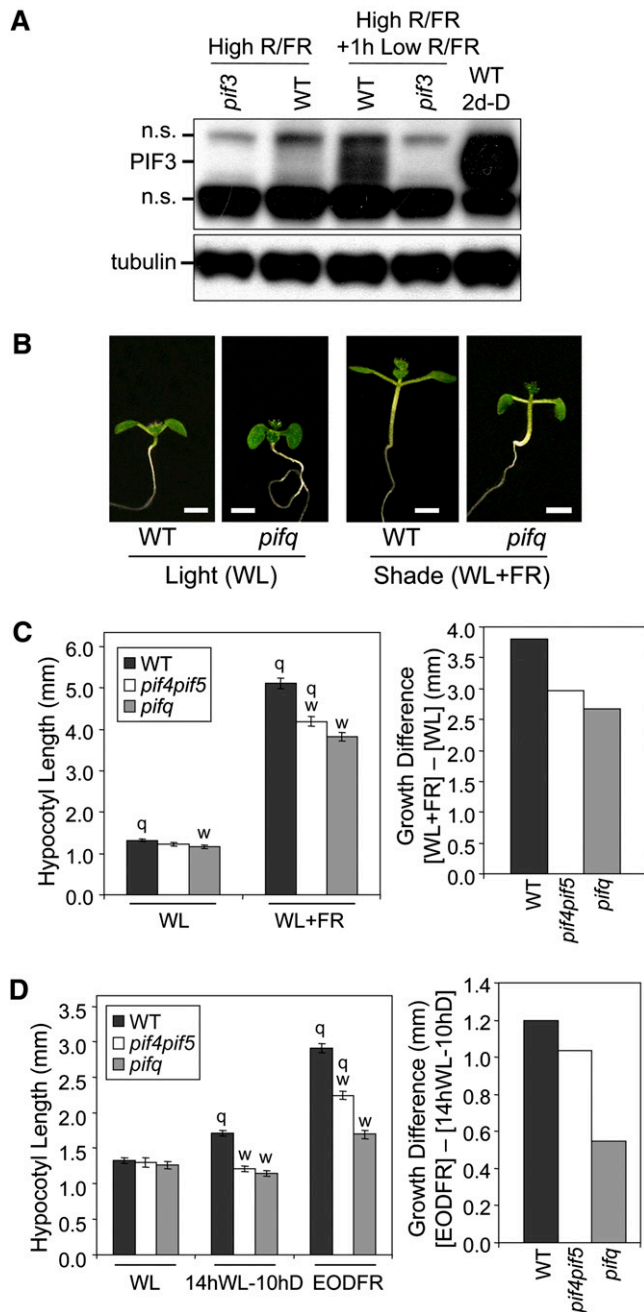 A
High R/FR
High R/FR
+1h Low R/FR
WT
2d-D
pif3
WT
WT
pif3
n.s.
PIF3
n.s.
tubulin
B
WT
pifq
WT
pifq
Light (WL)
Shade (WL+FR)
C
Hypocotyl Length (mm)
6.0
5.0
4.0
3.0
2.0
1.0
0.0
WT
pif4pif5
pifq
q
w
q
q
w
w
WL
WL+FR
Growth Difference
[WL+FR] – [WL] (mm)
4.0
3.5
3.0
2.5
2.0
1.5
1.0
0.5
0.0
WT
pif4pif5
pifq
D
Hypocotyl Length (mm)
3.5
3.0
2.5
2.0
1.5
1.0
0.5
0.0
WT
pif4pif5
pifq
q
w
w
q
q
w
w
WL
14hWL-10hD
EODFR
Growth Difference (mm)
[EODFR] – [14hWL-10hD]
1.4
1.2
1.0
0.8
0.6
0.4
0.2
0.0
WT
pif4pif5
pifq